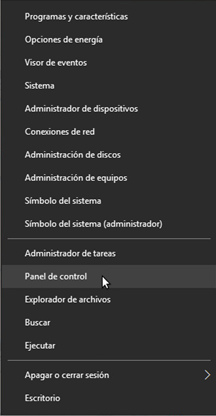 Programas y características
Opciones de energía
Visor de eventos
Sistema
Administrador de dispositivos
Conexiones de red
Administración de discos
Administración de equipos
Símbolo del sistema
Símbolo del sistema (administrador)
Administrador de tareas
Panel de control
Explorador de archivos
Buscar
Ejecutar
Apagar o cerrar sesión
Escritorio